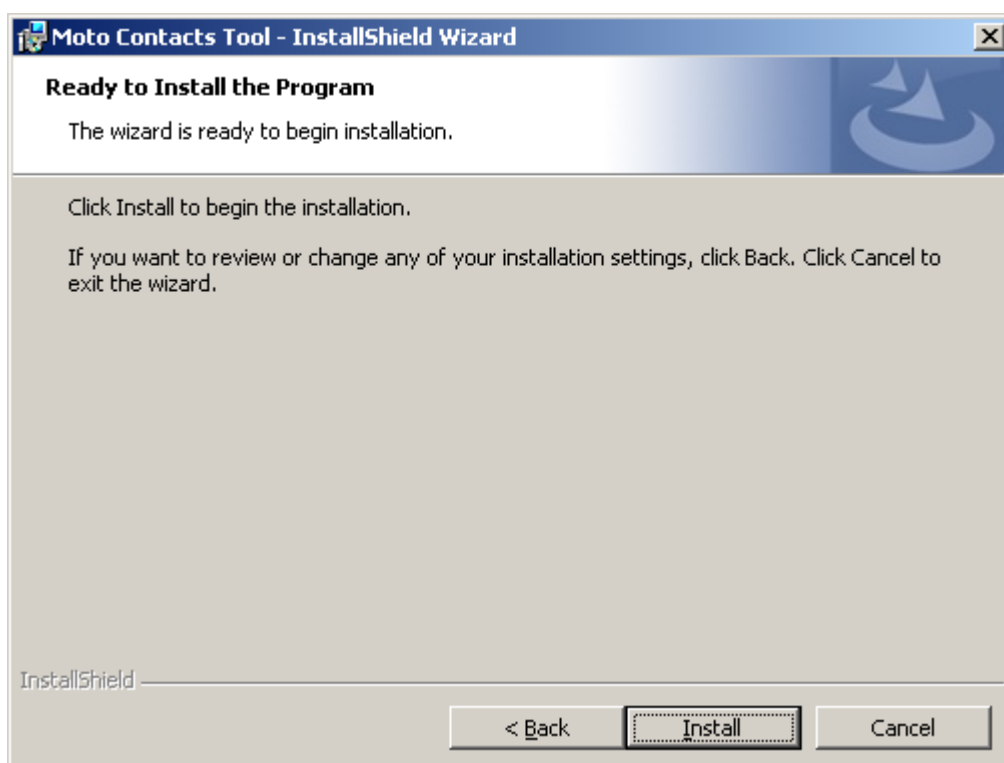 Moto Contacts Tool - InstallShield Wizard
Ready to Install the Program
The wizard is ready to begin installation.
Click Install to begin the installation.
If you want to review or change any of your installation settings, click Back. Click Cancel to
exit the wizard.
InstallShield
< Back
Install
Cancel